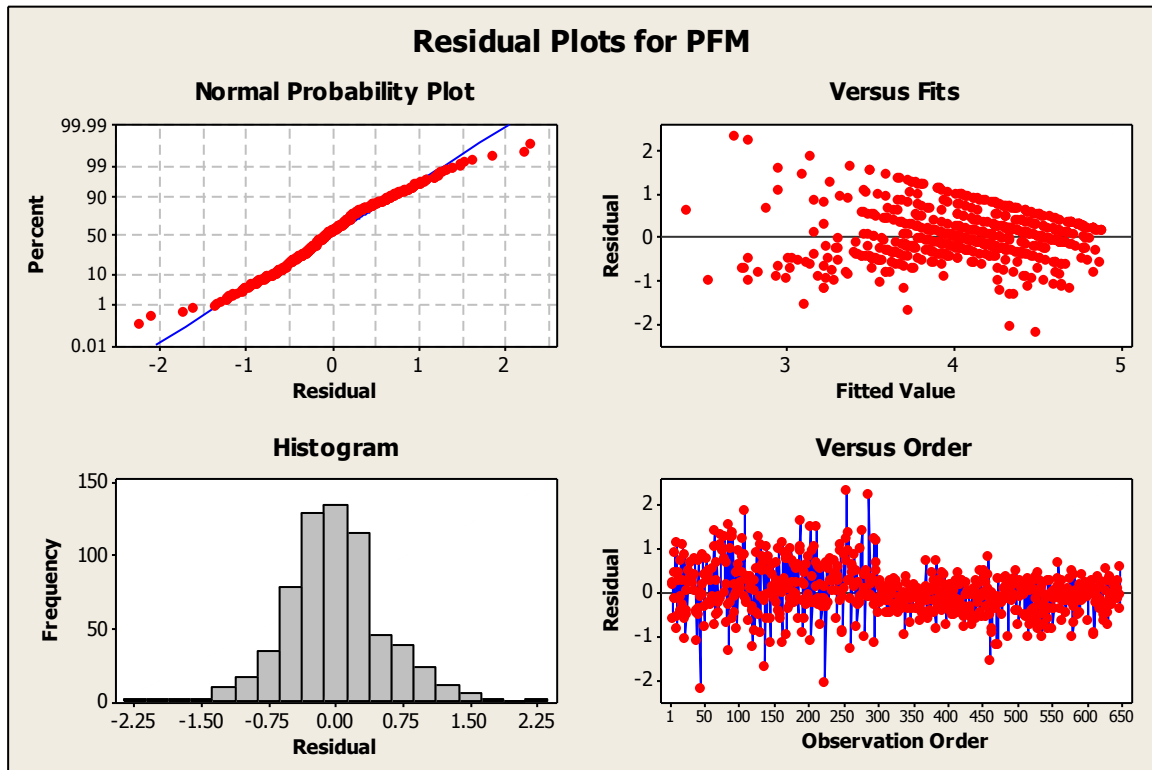 Residual Plots for PFM
Normal Probability Plot
99.99
99
90
50
10
1
0.01
Percent
-2 -1 0 1 2
Residual
Versus Fits
2
1
0
-1
-2
Residual
3 4 5
Fitted Value
Histogram
150
100
50
0
Frequency
-2.25 -1.50 -0.75 0.00 0.75 1.50 2.25
Residual
Versus Order
2
1
0
-1
-2
Residual
1 50 100 150 200 250 300 350 400 450 500 550 600 650
Observation Order